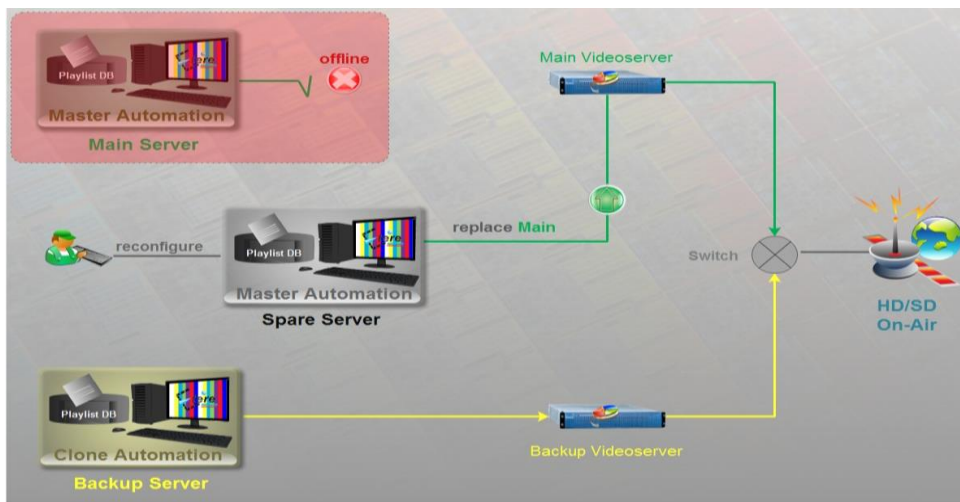 offline
Playlist DB
Master Automation
Main Server
Main Videoserver
reconfigure
Playlist DB
replace Main
Master Automation
Spare Server
Switch
HD/SD
On-Air
Playlist DB
Clone Automation
Backup Server
Backup Videoserver